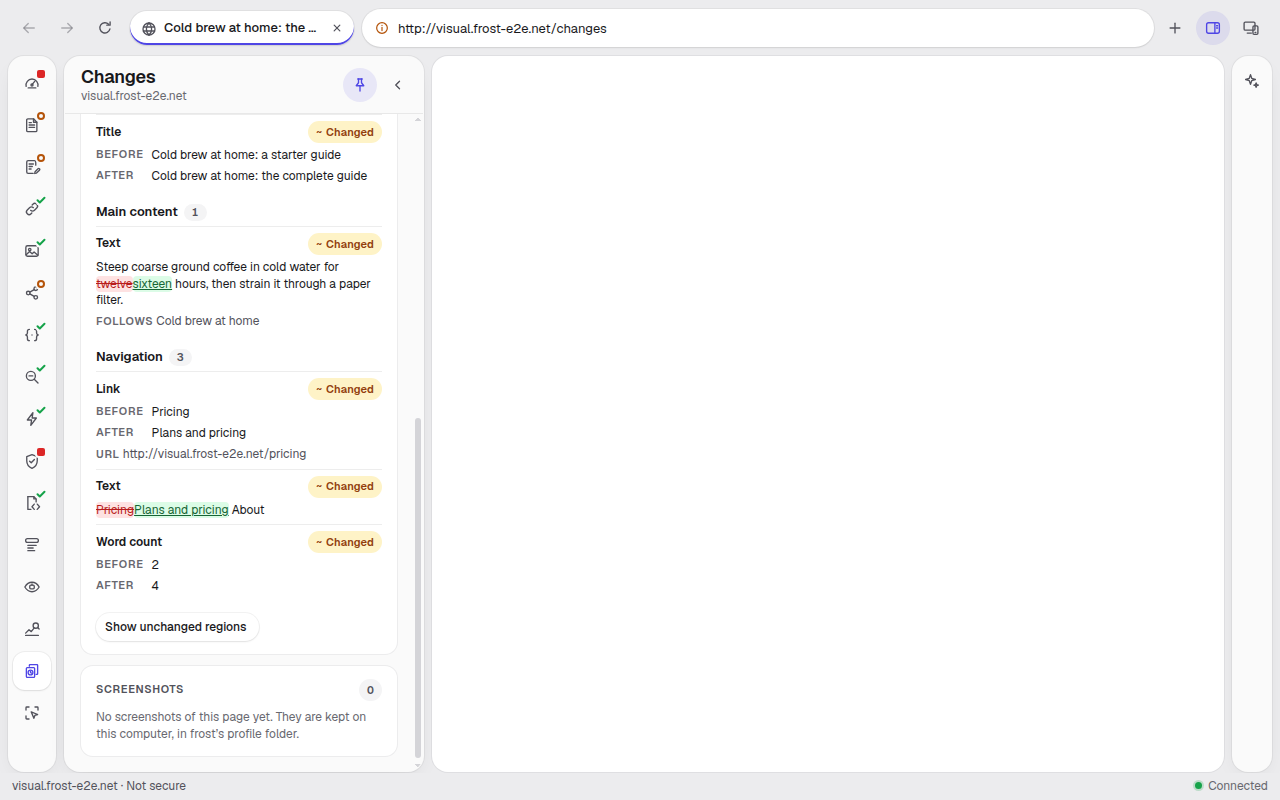 Cold brew at home: the ...
http://visual.frost-e2e.net/changes
Changes
visual.frost-e2e.net
Title
~ Changed
BEFORE Cold brew at home: a starter guide
AFTER Cold brew at home: the complete guide
Main content 1
Text
~ Changed
Steep coarse ground coffee in cold water for
twelvesixteen hours, then strain it through a paper
filter.
FOLLOWS Cold brew at home
Navigation 3
Link
~ Changed
BEFORE Pricing
AFTER Plans and pricing
URL http://visual.frost-e2e.net/pricing
Text
~ Changed
PricingPlans and pricing About
Word count
~ Changed
BEFORE 2
AFTER 4
Show unchanged regions
SCREENSHOTS 0
No screenshots of this page yet. They are kept on
this computer, in frost's profile folder.
visual.frost-e2e.net · Not secure
Connected